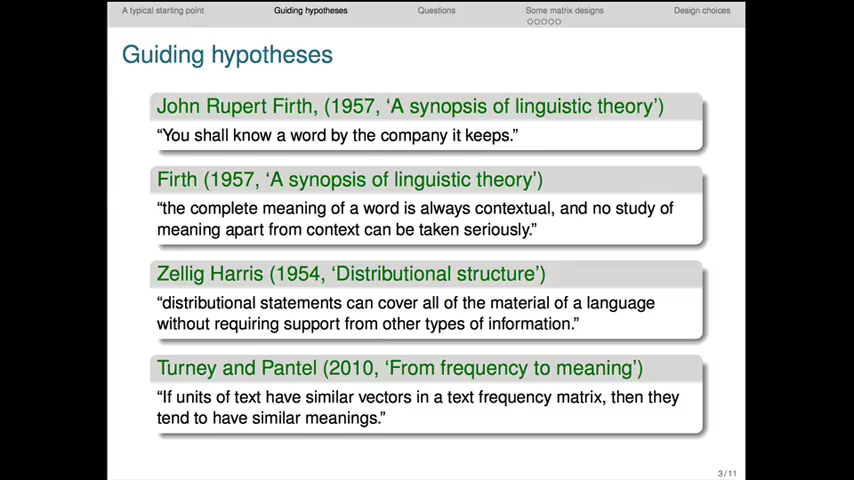 A typical starting point Guiding hypotheses Questions Some matrix designs Design choices
Guiding hypotheses
John Rupert Firth, (1957, ‘A synopsis of linguistic theory’)
“You shall know a word by the company it keeps.”
Firth (1957, ‘A synopsis of linguistic theory’)
“the complete meaning of a word is always contextual, and no study of
meaning apart from context can be taken seriously.”
Zellig Harris (1954, ‘Distributional structure’)
“distributional statements can cover all of the material of a language
without requiring support from other types of information.”
Turney and Pantel (2010, ‘From frequency to meaning’)
“If units of text have similar vectors in a text frequency matrix, then they
tend to have similar meanings.”
3 / 11